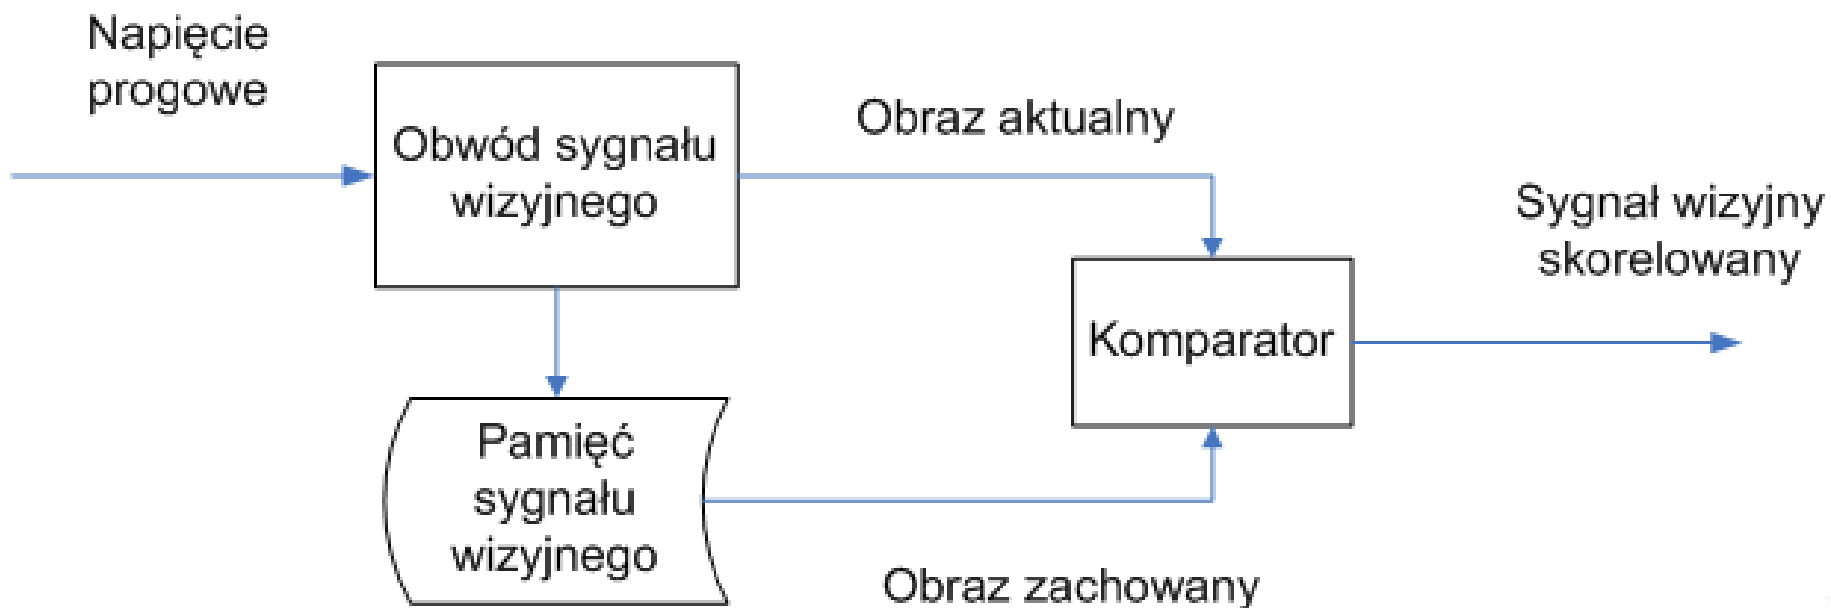 Napięcie
progowe
Obwód sygnału
wizyjnego
Obraz aktualny
Sygnał wizyjny
skorelowany
Komparator
Pamięć
sygnału
wizyjnego
Obraz zachowany